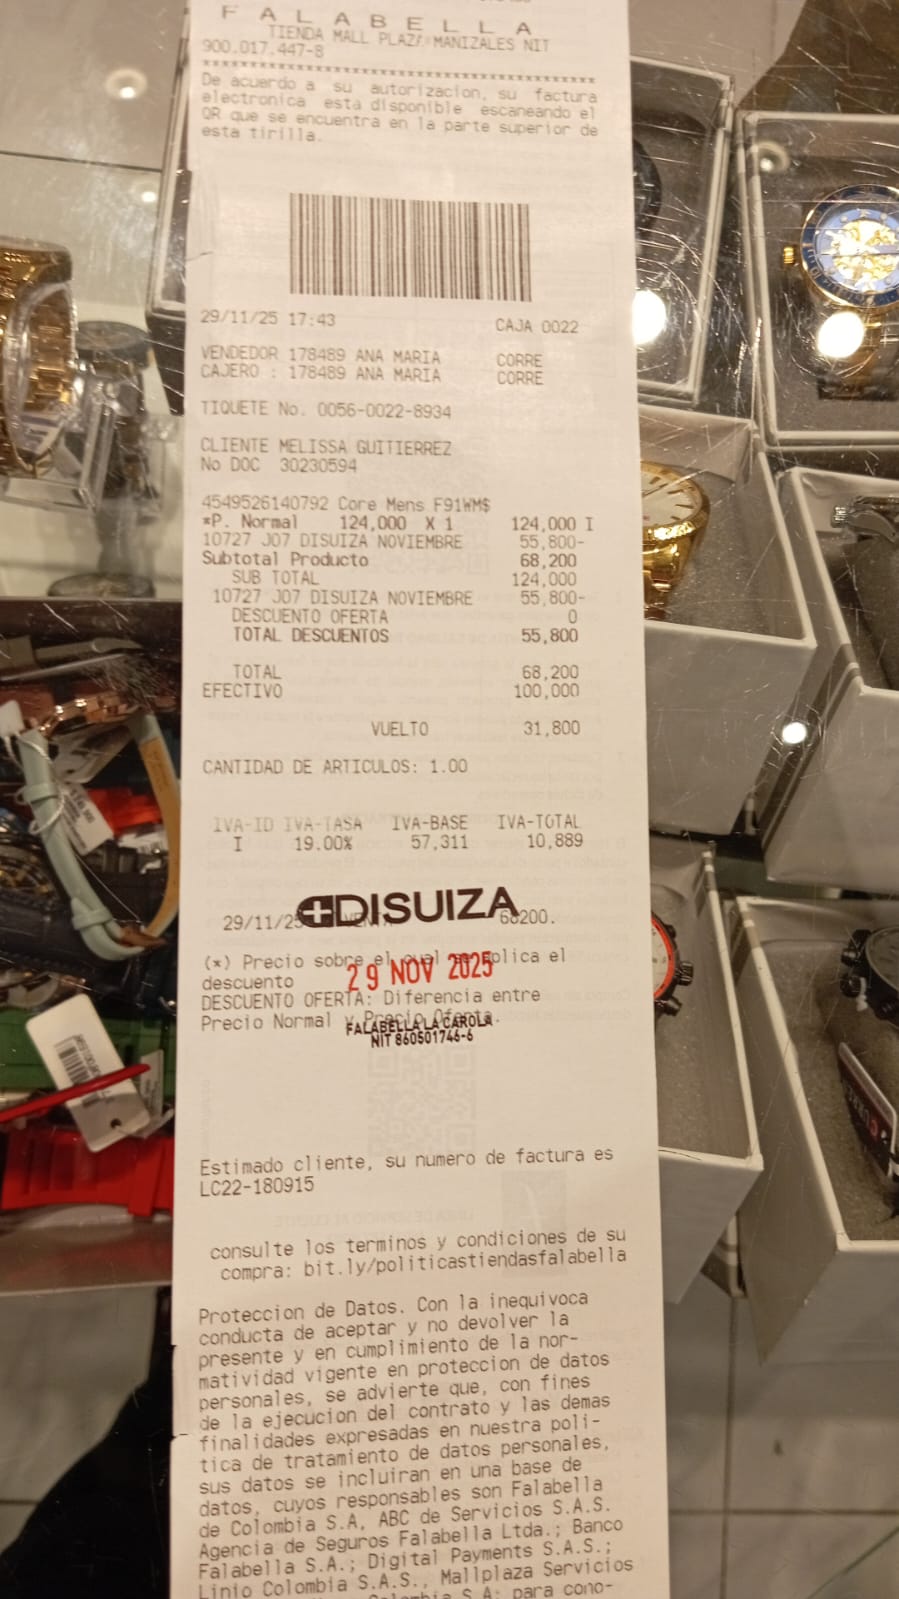 FALABELLA
TIENDA MALL PLAZA MANIZALES NIT
900.017.447-8
De acuerdo a su autorizacion, su factura
electronica esta disponible escaneando el
QR que se encuentra en la parte superior de
esta tirilla.
29/11/25 17:43 CAJA 0022
VENDEDOR 178489 ANA MARIA CORRE
CAJERO : 178489 ANA MARIA CORRE
TIQUETE No. 0056-0022-8934
CLIENTE MELISSA GUITIERREZ
No DOC 30230594
4549526140792 Core Mens F91WM$
*P. Normal 124,000 X 1 124,000 I
10727 J07 DISUIZA NOVIEMBRE 55,800-
Subtotal Producto 68,200
SUB TOTAL 124,000
10727 J07 DISUIZA NOVIEMBRE 55,800-
DESCUENTO OFERTA 0
TOTAL DESCUENTOS 55,800
TOTAL 68,200
EFECTIVO 100,000
VUELTO 31,800
CANTIDAD DE ARTICULOS: 1.00
IVA-ID IVA-TASA IVA-BASE IVA-TOTAL
I 19.00% 57,311 10,889
DISUIZA
29/11/25 VENTA 68200.
(*) Precio sobre el cual se aplica el
29 NOV 2025
descuento
DESCUENTO OFERTA: Diferencia entre
Precio Normal y Precio Oferta.
FALABELLA LA CAROLA
NIT 860501746-6
Estimado cliente, su numero de factura es
LC22-180915
consulte los terminos y condiciones de su
compra: bit.ly/politicastiendasfalabella
Proteccion de Datos. Con la inequivoca
conducta de aceptar y no devolver la
presente y en cumplimiento de la nor-
matividad vigente en proteccion de datos
personales, se advierte que, con fines
de la ejecucion del contrato y las demas
finalidades expresadas en nuestra poli-
tica de tratamiento de datos personales,
sus datos se incluiran en una base de
datos, cuyos responsables son Falabella
de Colombia S.A, ABC de Servicios S.A.S.
Agencia de Seguros Falabella Ltda.; Banco
Falabella S.A.; Digital Payments S.A.S.;
Linio Colombia S.A.S., Mallplaza Servicios
Colombia S.A; para cono-